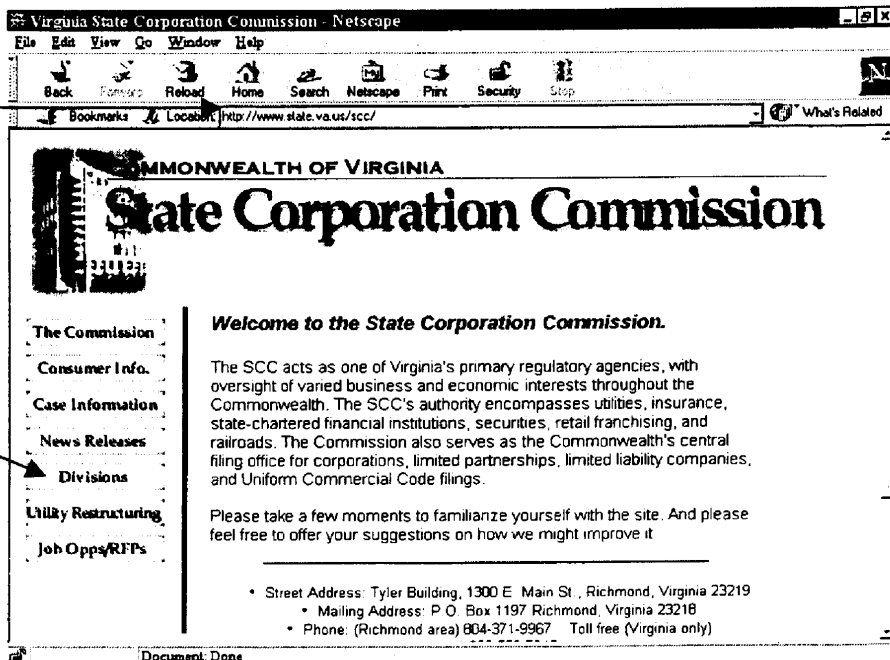 Virginia State Corporation Commission - Netscape
File Edit View Go Window Help
Back Forward Reload Home Search Netscape Print Security Stop
Bookmarks Location: http://www.state.va.us/scc/ What's Related
COMMONWEALTH OF VIRGINIA
State Corporation Commission
The Commission
Consumer Info.
Case Information
News Releases
Divisions
Utility Restructuring
Job Opps/RFPs
Welcome to the State Corporation Commission.
The SCC acts as one of Virginia's primary regulatory agencies, with
oversight of varied business and economic interests throughout the
Commonwealth. The SCC's authority encompasses utilities, insurance,
state-chartered financial institutions, securities, retail franchising, and
railroads. The Commission also serves as the Commonwealth's central
filing office for corporations, limited partnerships, limited liability companies,
and Uniform Commercial Code filings.
Please take a few moments to familiarize yourself with the site. And please
feel free to offer your suggestions on how we might improve it
• Street Address: Tyler Building, 1300 E. Main St., Richmond, Virginia 23219
• Mailing Address: P.O. Box 1197 Richmond, Virginia 23218
• Phone: (Richmond area) 804-371-9967 Toll free (Virginia only)
Document: Done